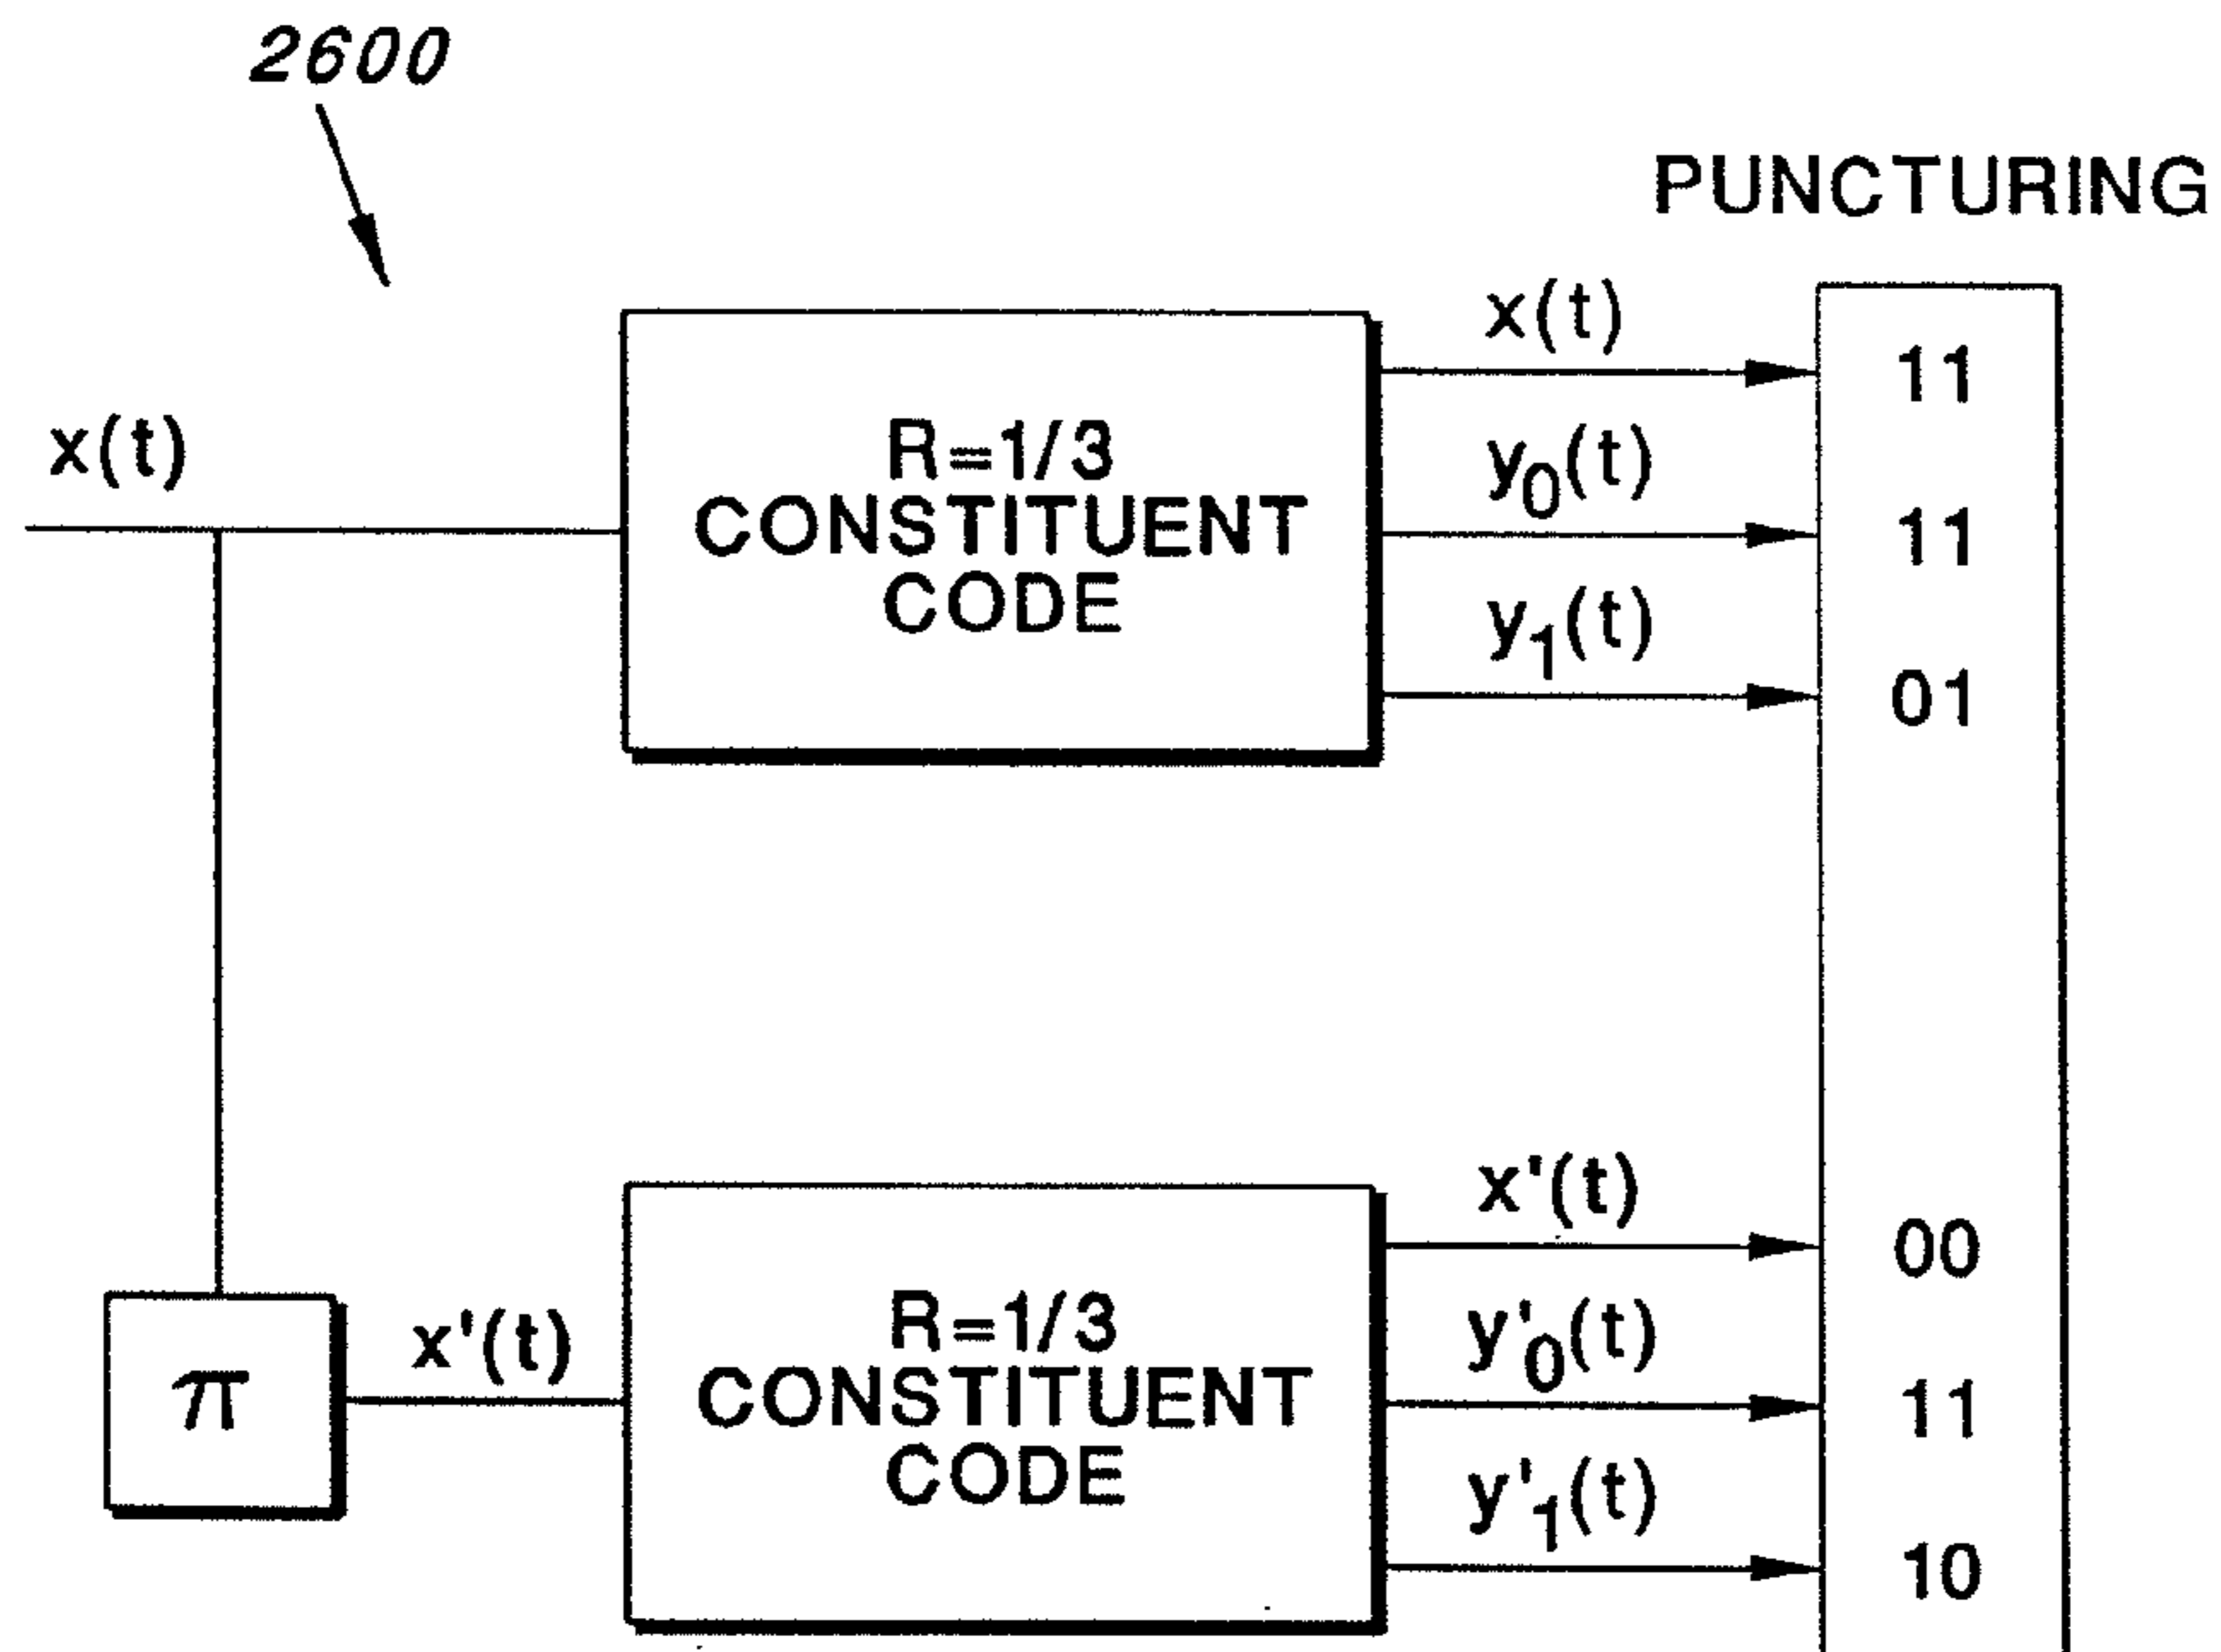 2600
PUNCTURING
x(t)
R=1/3
CONSTITUENT
CODE
x(t)
11
y0(t)
11
y1(t)
01
π
x'(t)
R=1/3
CONSTITUENT
CODE
x'(t)
00
y'0(t)
11
y'1(t)
10